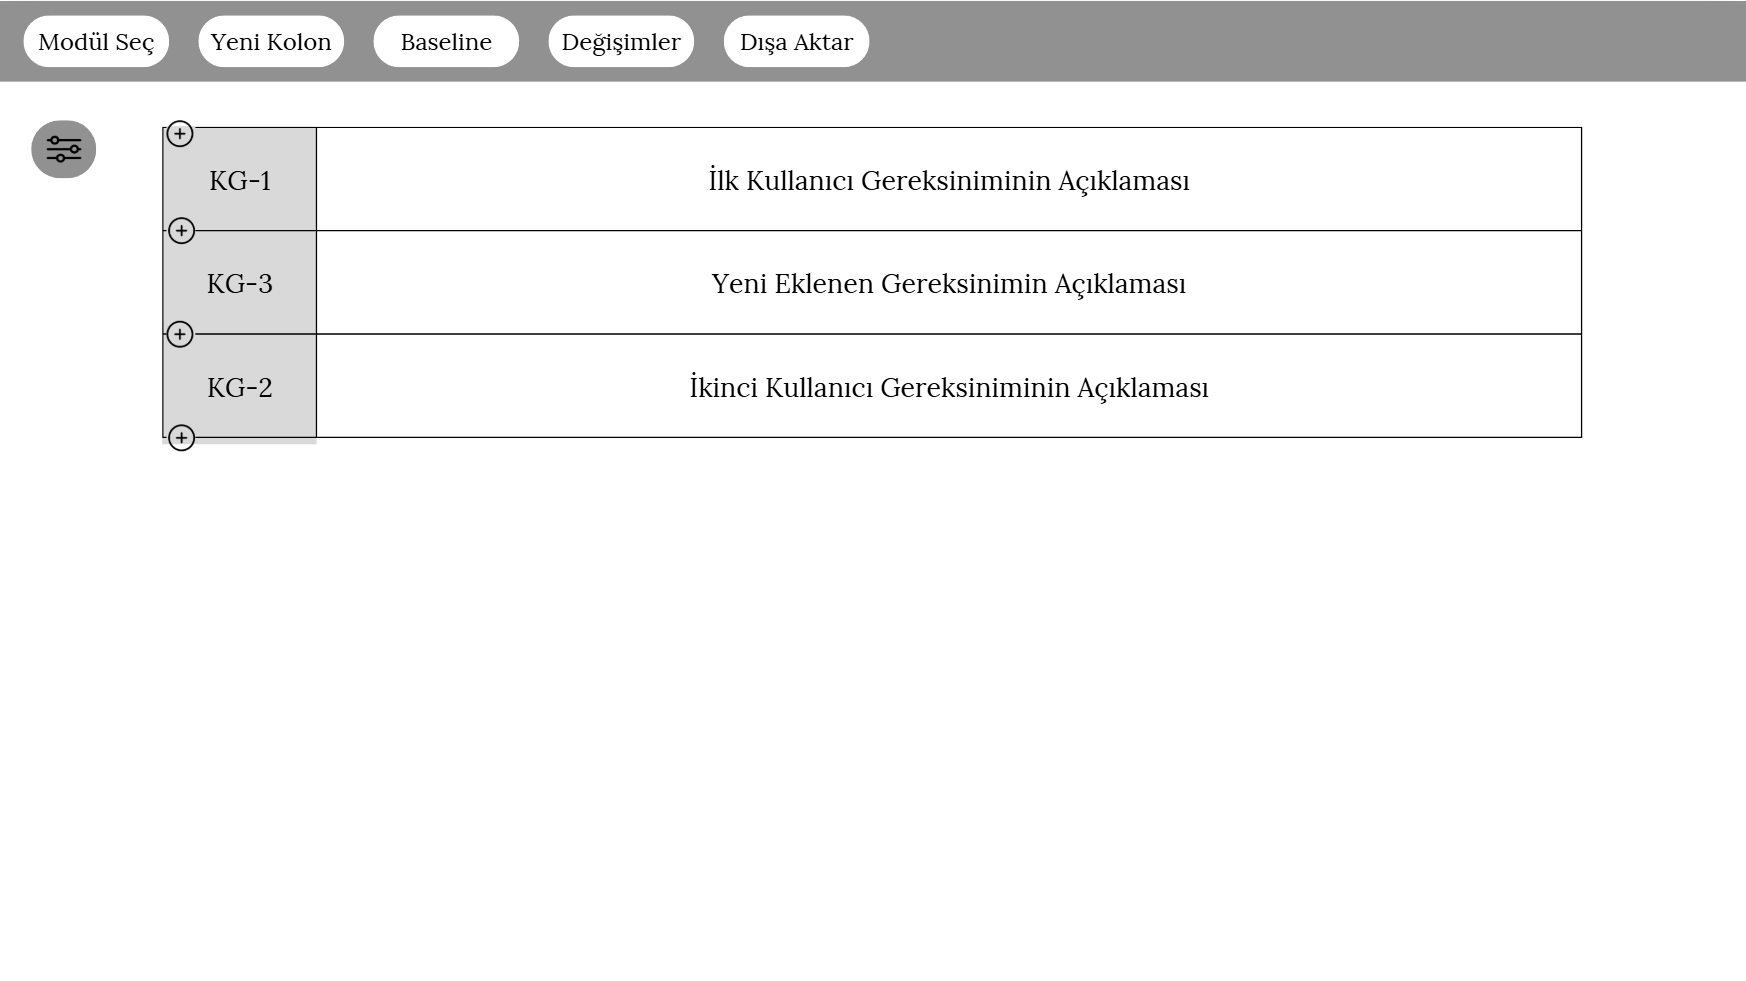 Modül Seç
Yeni Kolon
Baseline
Değişimler
Dışa Aktar
KG-1
İlk Kullanıcı Gereksiniminin Açıklaması
KG-3
Yeni Eklenen Gereksinimin Açıklaması
KG-2
İkinci Kullanıcı Gereksiniminin Açıklaması